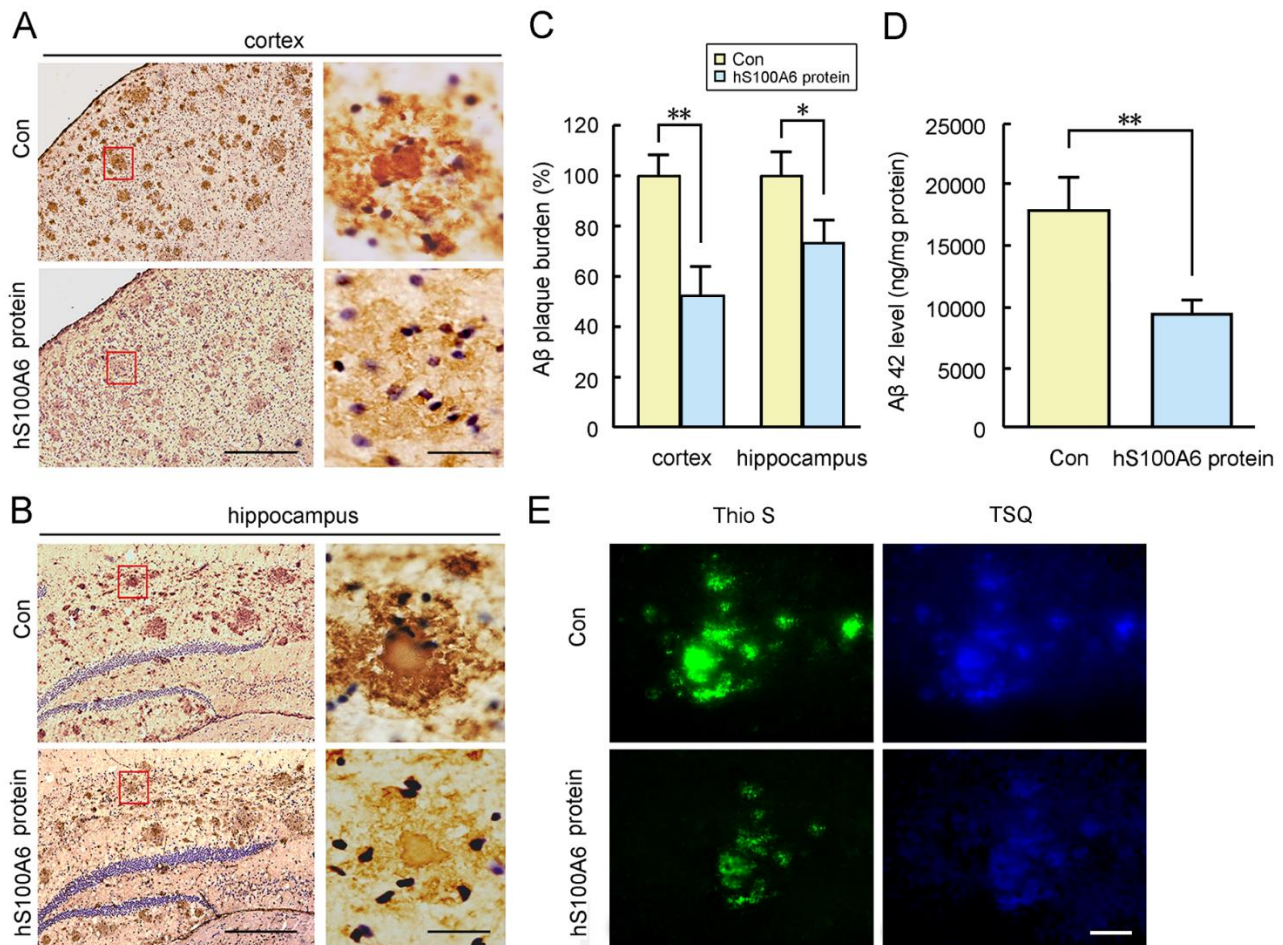 A
cortex
Con
hS100A6 protein
B
hippocampus
Con
hS100A6 protein
C
Con
hS100A6 protein
Aβ plaque burden (%)
120
100
80
60
40
20
0
**
*
cortex
hippocampus
D
Aβ 42 level (ng/mg protein)
25000
20000
15000
10000
5000
0
**
Con
hS100A6 protein
E
Thio S
TSQ
Con
hS100A6 protein